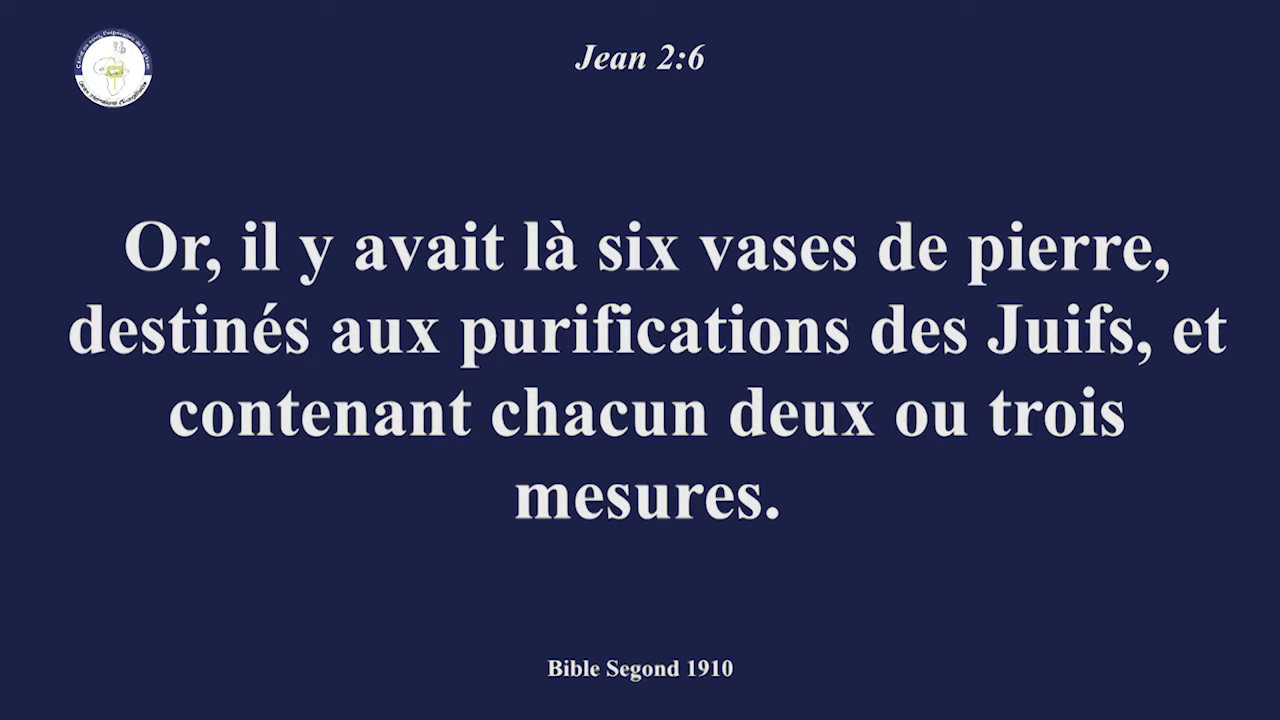 Jean 2:6
Or, il y avait là six vases de pierre,
destinés aux purifications des Juifs, et
contenant chacun deux ou trois
mesures.
Bible Segond 1910